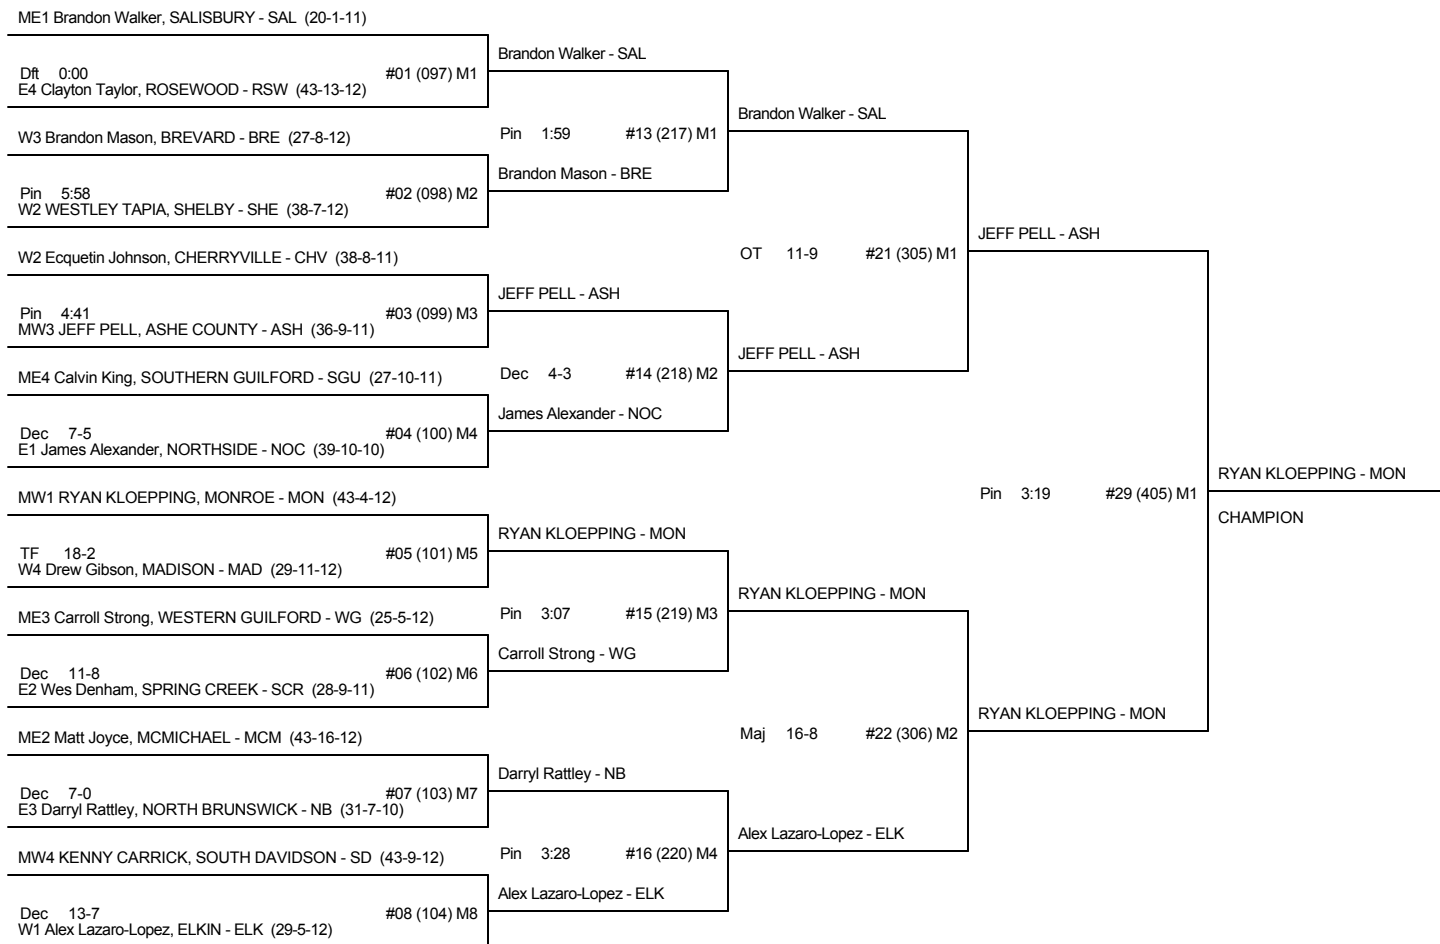 ME1 Brandon Walker, SALISBURY - SAL (20-1-11)
Dft 0:00 #01 (097) M1
E4 Clayton Taylor, ROSEWOOD - RSW (43-13-12)
W3 Brandon Mason, BREVARD - BRE (27-8-12)
Pin 5:58 #02 (098) M2
W2 WESTLEY TAPIA, SHELBY - SHE (38-7-12)
W2 Ecquetin Johnson, CHERRYVILLE - CHV (38-8-11)
Pin 4:41 #03 (099) M3
MW3 JEFF PELL, ASHE COUNTY - ASH (36-9-11)
ME4 Calvin King, SOUTHERN GUILFORD - SGU (27-10-11)
Dec 7-5 #04 (100) M4
E1 James Alexander, NORTHSIDE - NOC (39-10-10)
MW1 RYAN KLOEPPING, MONROE - MON (43-4-12)
TF 18-2 #05 (101) M5
W4 Drew Gibson, MADISON - MAD (29-11-12)
ME3 Carroll Strong, WESTERN GUILFORD - WG (25-5-12)
Dec 11-8 #06 (102) M6
E2 Wes Denham, SPRING CREEK - SCR (28-9-11)
ME2 Matt Joyce, MCMICHAEL - MCM (43-16-12)
Dec 7-0 #07 (103) M7
E3 Darryl Rattley, NORTH BRUNSWICK - NB (31-7-10)
MW4 KENNY CARRICK, SOUTH DAVIDSON - SD (43-9-12)
Dec 13-7 #08 (104) M8
W1 Alex Lazaro-Lopez, ELKIN - ELK (29-5-12)
Brandon Walker - SAL
Pin 1:59 #13 (217) M1
Brandon Mason - BRE
JEFF PELL - ASH
Dec 4-3 #14 (218) M2
James Alexander - NOC
RYAN KLOEPPING - MON
Pin 3:07 #15 (219) M3
Carroll Strong - WG
Darryl Rattley - NB
Pin 3:28 #16 (220) M4
Alex Lazaro-Lopez - ELK
Brandon Walker - SAL
OT 11-9 #21 (305) M1
JEFF PELL - ASH
RYAN KLOEPPING - MON
Maj 16-8 #22 (306) M2
Alex Lazaro-Lopez - ELK
JEFF PELL - ASH
Pin 3:19 #29 (405) M1
RYAN KLOEPPING - MON
RYAN KLOEPPING - MON
CHAMPION